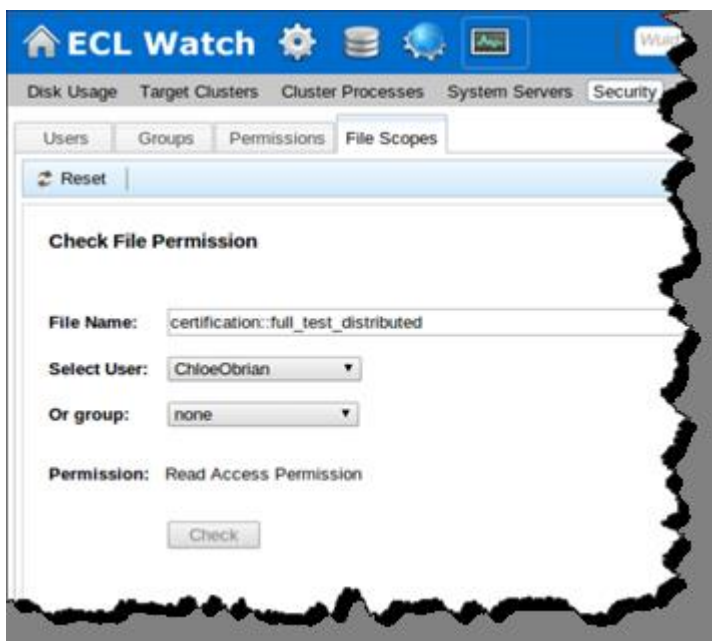 ECL Watch Wuid
Disk Usage Target Clusters Cluster Processes System Servers Security
Users Groups Permissions File Scopes
Reset
Check File Permission
File Name: certification::full_test_distributed
Select User: ChloeObrian
Or group: none
Permission: Read Access Permission
Check